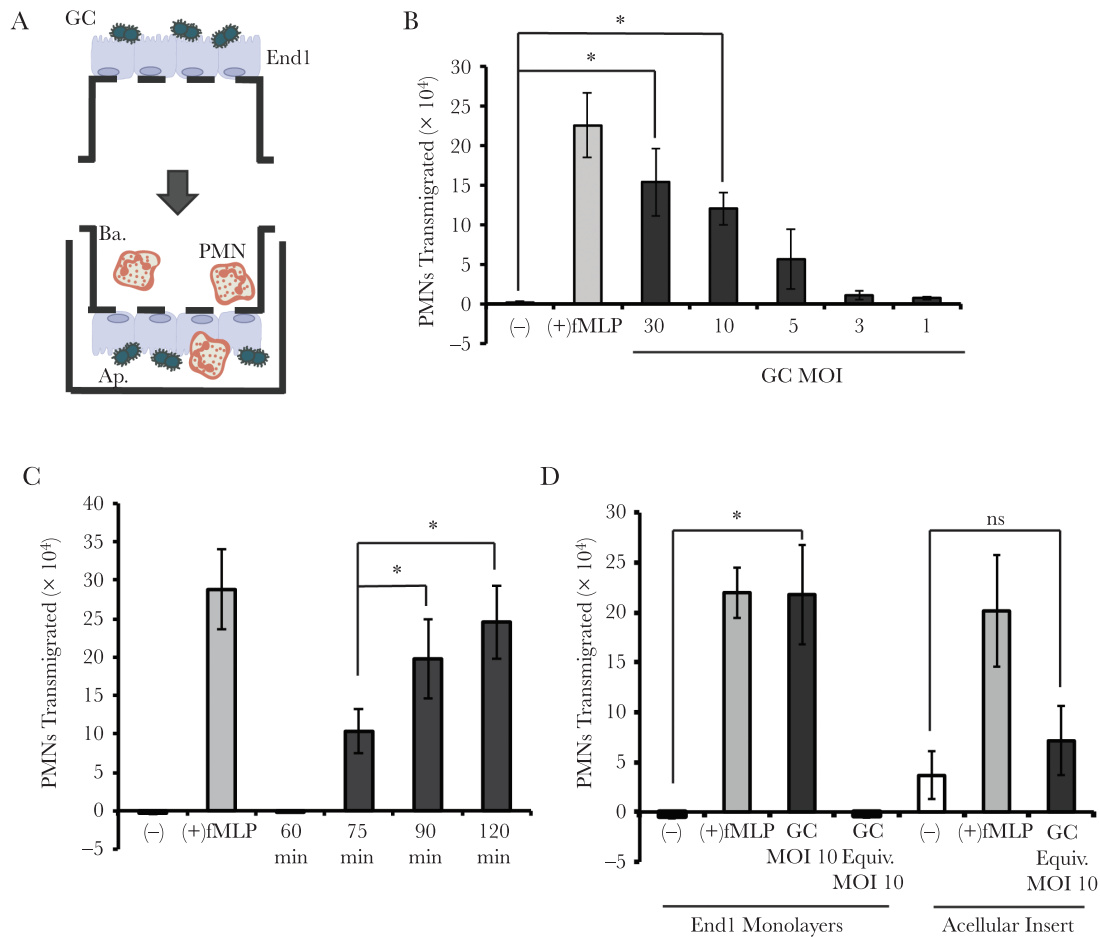 A
GC
End1
Ba.
PMN
Ap.
B
*
*
PMNs Transmigrated (× 10⁴)
30
25
20
15
10
5
0
–5
(–) (+)fMLP 30 10 5 3 1
GC MOI
C
*
*
PMNs Transmigrated (× 10⁴)
40
35
30
25
20
15
10
5
0
–5
(–) (+)fMLP 60 75 90 120
min min min min
D
* ns
PMNs Transmigrated (× 10⁴)
30
25
20
15
10
5
0
–5
(–) (+)fMLP GC GC (–) (+)fMLP GC
MOI 10 Equiv. Equiv.
MOI 10 MOI 10
End1 Monolayers Acellular Insert